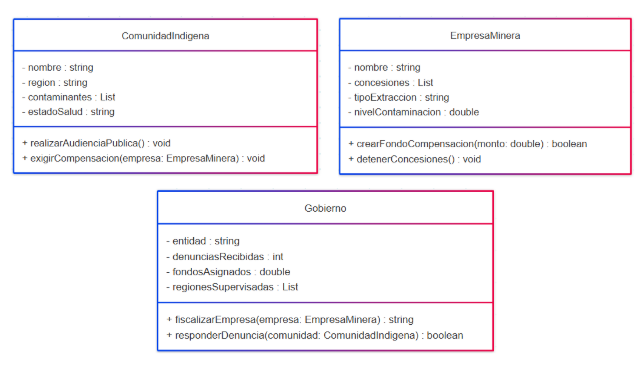 ComunidadIndigena
- nombre : string
- region : string
- contaminantes : List
- estadoSalud : string
+ realizarAudienciaPublica() : void
+ exigirCompensacion(empresa: EmpresaMinera) : void
EmpresaMinera
- nombre : string
- concesiones : List
- tipoExtraccion : string
- nivelContaminacion : double
+ crearFondoCompensacion(monto: double) : boolean
+ detenerConcesiones() : void
Gobierno
- entidad : string
- denunciasRecibidas : int
- fondosAsignados : double
- regionesSupervisadas : List
+ fiscalizarEmpresa(empresa: EmpresaMinera) : string
+ responderDenuncia(comunidad: ComunidadIndigena) : boolean